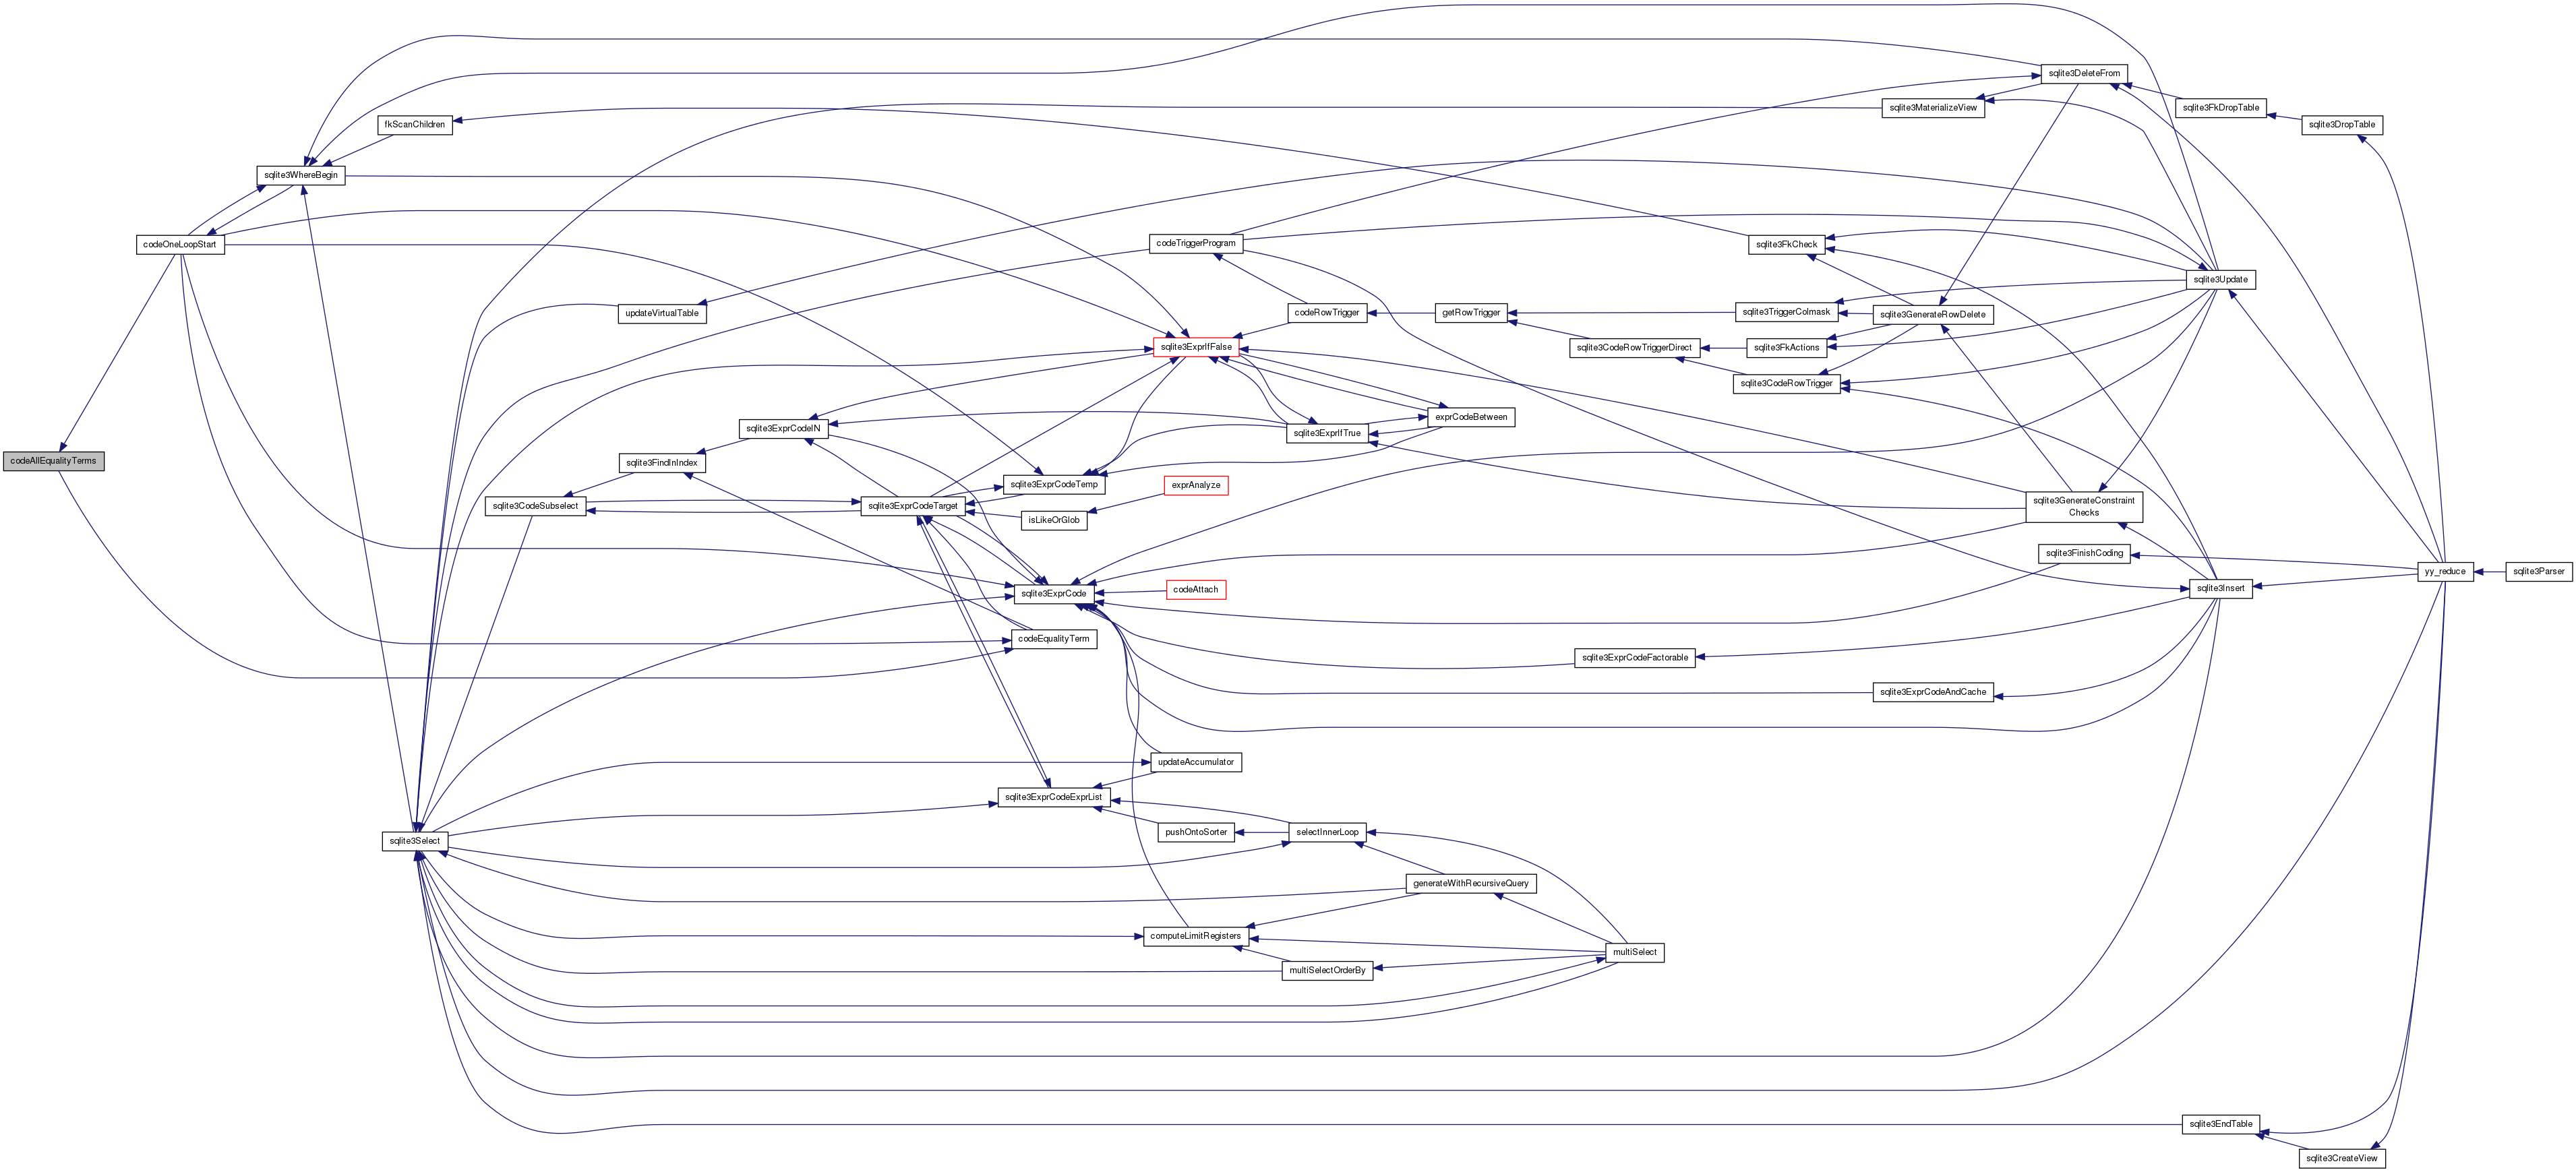 codeAllEqualityTerms
codeOneLoopStart
sqlite3WhereBegin
fkScanChildren
sqlite3Select
sqlite3CodeSubselect
updateVirtualTable
sqlite3FindInIndex
sqlite3ExprCodeIN
sqlite3ExprCodeTarget
sqlite3ExprCodeTemp
isLikeOrGlob
sqlite3ExprCode
codeEqualityTerm
sqlite3ExprCodeExprList
codeTriggerProgram
sqlite3ExprIfFalse
exprAnalyze
codeAttach
updateAccumulator
pushOntoSorter
computeLimitRegisters
codeRowTrigger
sqlite3ExprIfTrue
selectInnerLoop
multiSelectOrderBy
getRowTrigger
exprCodeBetween
generateWithRecursiveQuery
sqlite3CodeRowTriggerDirect
sqlite3ExprCodeFactorable
multiSelect
sqlite3FkCheck
sqlite3TriggerColmask
sqlite3FkActions
sqlite3CodeRowTrigger
sqlite3MaterializeView
sqlite3GenerateRowDelete
sqlite3ExprCodeAndCache
sqlite3DeleteFrom
sqlite3GenerateConstraint
Checks
sqlite3FinishCoding
sqlite3FkDropTable
sqlite3Update
sqlite3Insert
sqlite3EndTable
sqlite3DropTable
sqlite3CreateView
yy_reduce
sqlite3Parser